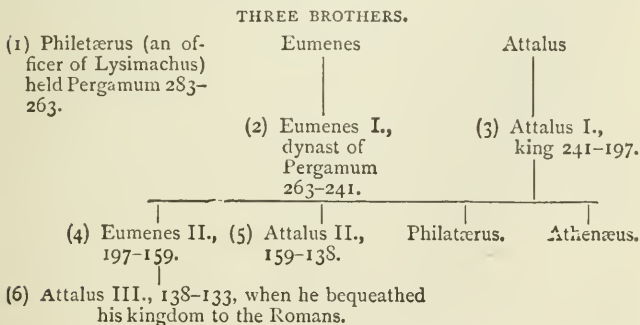 THREE BROTHERS.
(1) Philetærus (an of- Eumenes Attalus
ficer of Lysimachus)
held Pergamum 283–
263.
(2) Eumenes I., (3) Attalus I.,
dynast of king 241–197.
Pergamum
263–241.
(4) Eumenes II., (5) Attalus II., Philatærus. Athenæus.
197–159. 159–138.
(6) Attalus III., 138–133, when he bequeathed
his kingdom to the Romans.